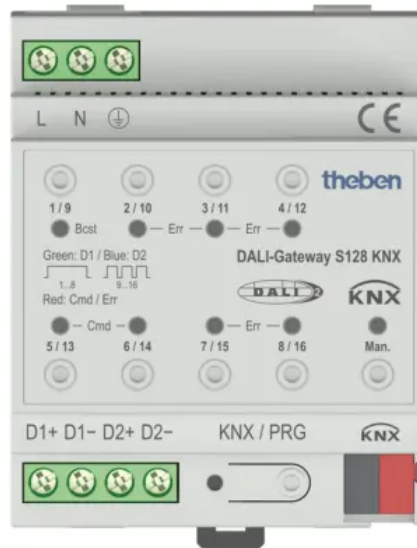 L N
CE
theben
1 / 9 2 / 10 3 / 11 4 / 12
Bcst Err Err
Green: D1 / Blue: D2
DALI-Gateway S128 KNX
1...8 9...16
DALI 2 KNX
Red: Cmd / Err
Cmd Err
5 / 13 6 / 14 7 / 15 8 / 16 Man.
D1+ D1− D2+ D2− KNX / PRG KNX